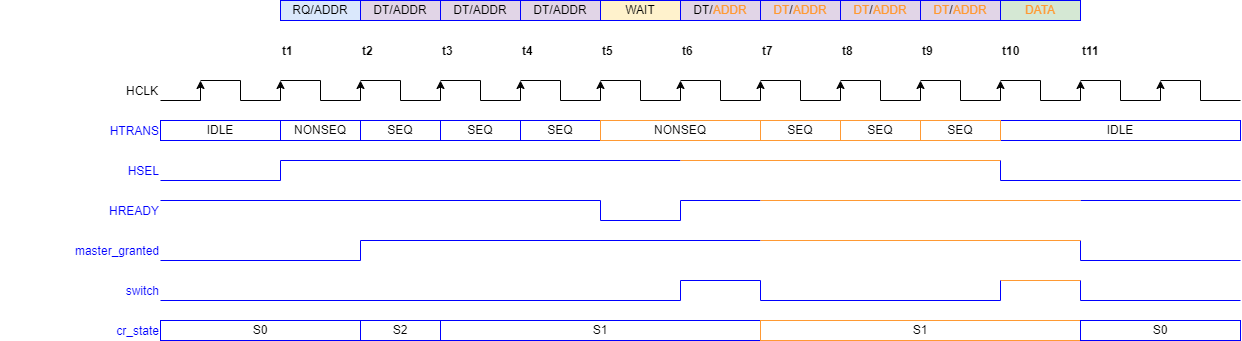 RQ/ADDR DT/ADDR DT/ADDR DT/ADDR WAIT DT/ADDR DT/ADDR DT/ADDR DT/ADDR DATA
t1 t2 t3 t4 t5 t6 t7 t8 t9 t10 t11
HCLK
HTRANS IDLE NONSEQ SEQ SEQ SEQ NONSEQ SEQ SEQ SEQ IDLE
HSEL
HREADY
master_granted
switch
cr_state S0 S2 S1 S1 S0